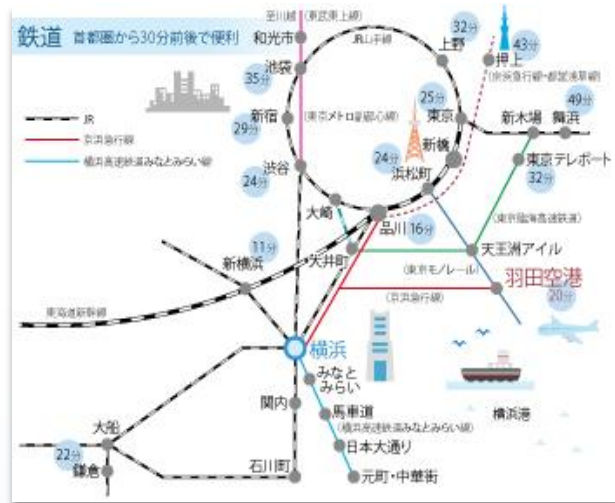 鉄道 首都圏から30分前後で便利
至川越 (東武東上線)
和光市
JR山手線
池袋
35分
上野
32分
押上
43分
(京浜急行線・都営浅草線)
JR
京浜急行線
横浜高速鉄道みなとみらい線
新宿
29分
(東京メトロ副都心線)
25分
東京
新木場
舞浜
49分
新橋
24分
浜松町
東京テレポート
32分
渋谷
24分
大崎
品川
16分
(東京臨海高速鉄道)
大井町
天王洲アイル
11分
新横浜
(東京モノレール)
羽田空港
20分
東海道新幹線
(京浜急行線)
横浜
みなと
みらい
関内
馬車道
(横浜高速鉄道みなとみらい線)
横浜港
大船
日本大通り
22分
鎌倉
石川町
元町・中華街